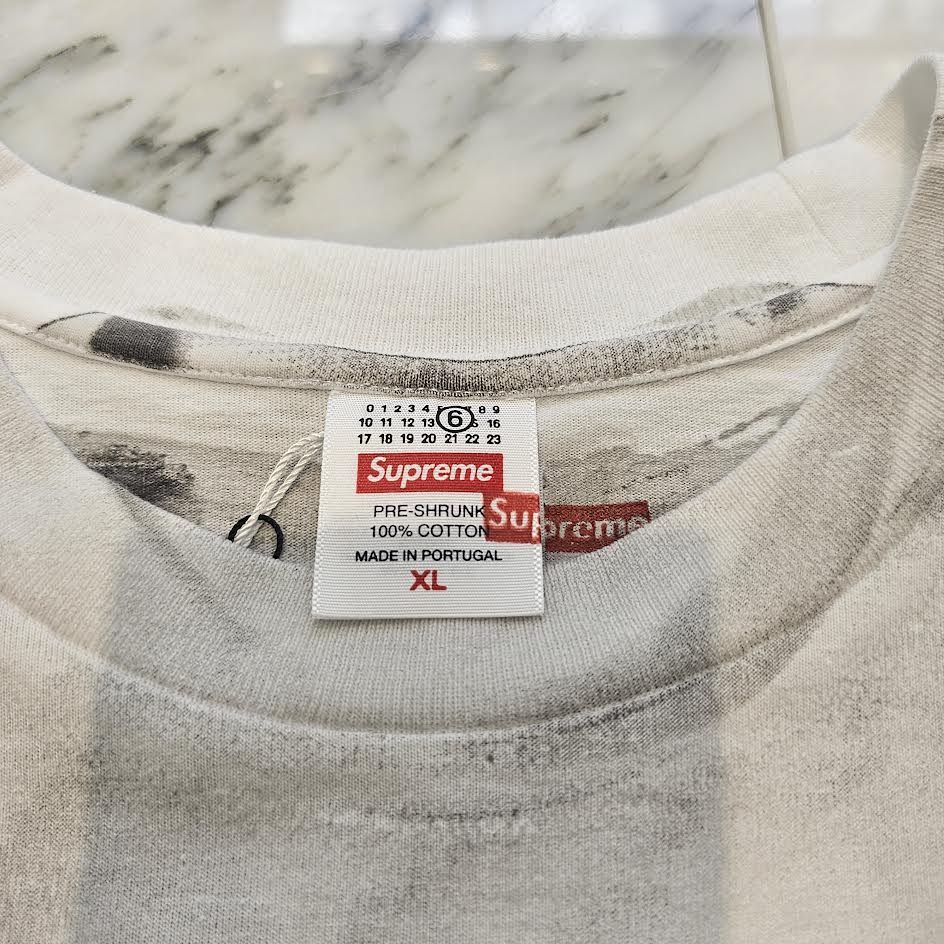 0 1 2 3 4 6 8 9
10 11 12 13 16
17 18 19 20 21 22 23
Supreme
PRE-SHRUNK
Supreme
100% COTTON
MADE IN PORTUGAL
XL